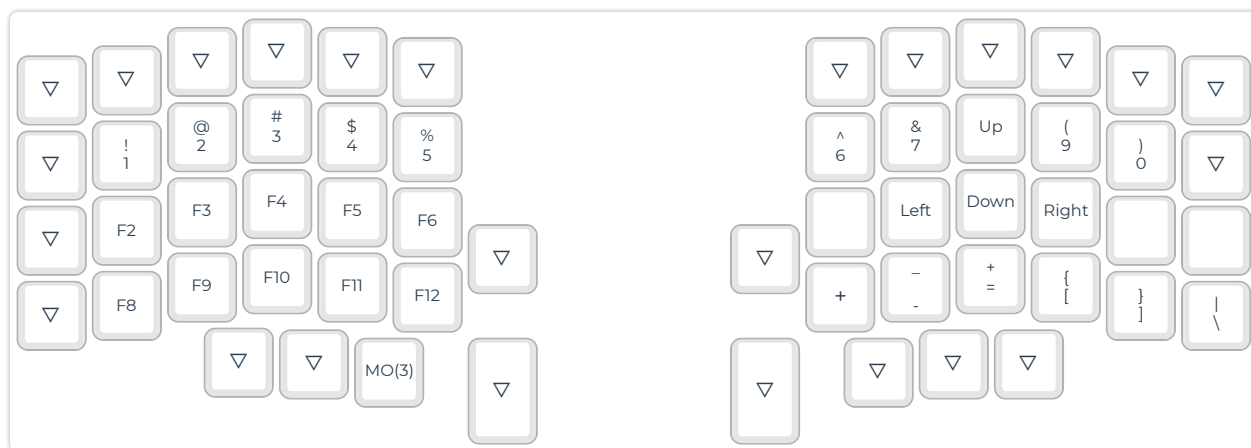 ▽ ▽ ▽ ▽ ▽ ▽ ▽ ▽ ▽ ▽ ▽ ▽
▽ ! @ # $ % ^ & Up ( ) ▽
1 2 3 4 5 6 7 9 0
▽ F2 F3 F4 F5 F6 Left Down Right
▽ ▽
▽ F8 F9 F10 F11 F12 + _ + { } |
- = [ ] \
▽ ▽ MO(3) ▽ ▽ ▽ ▽ ▽